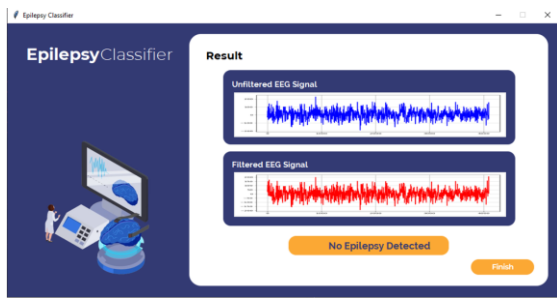 Epilepsy Classifier
EpilepsyClassifier
Result
Unfiltered EEG Signal
Filtered EEG Signal
No Epilepsy Detected
Finish